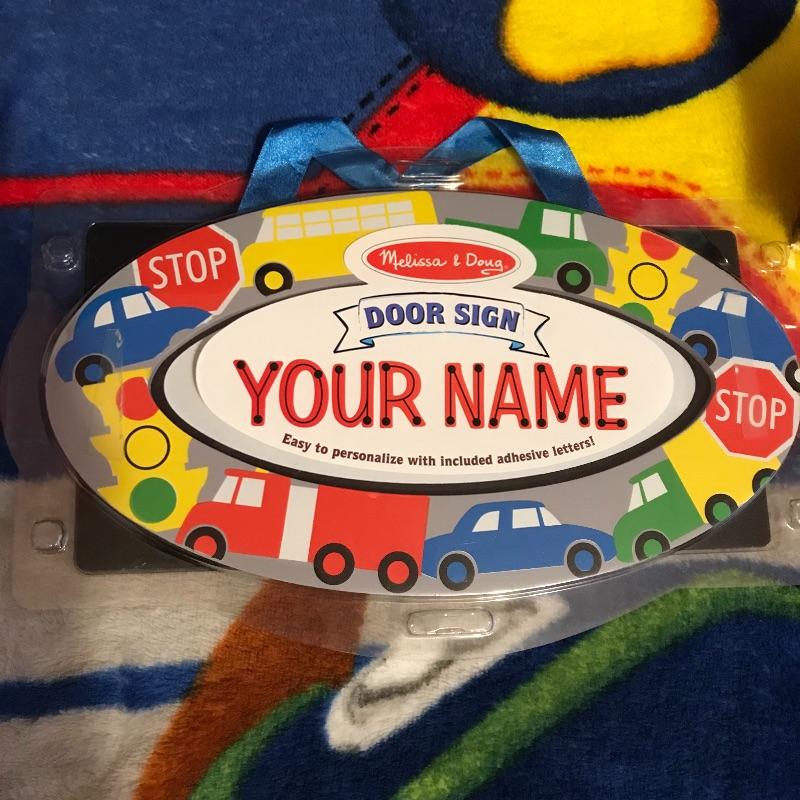 STOP
Melissa & Doug
DOOR SIGN
YOUR NAME
Easy to personalize with included adhesive letters!
STOP